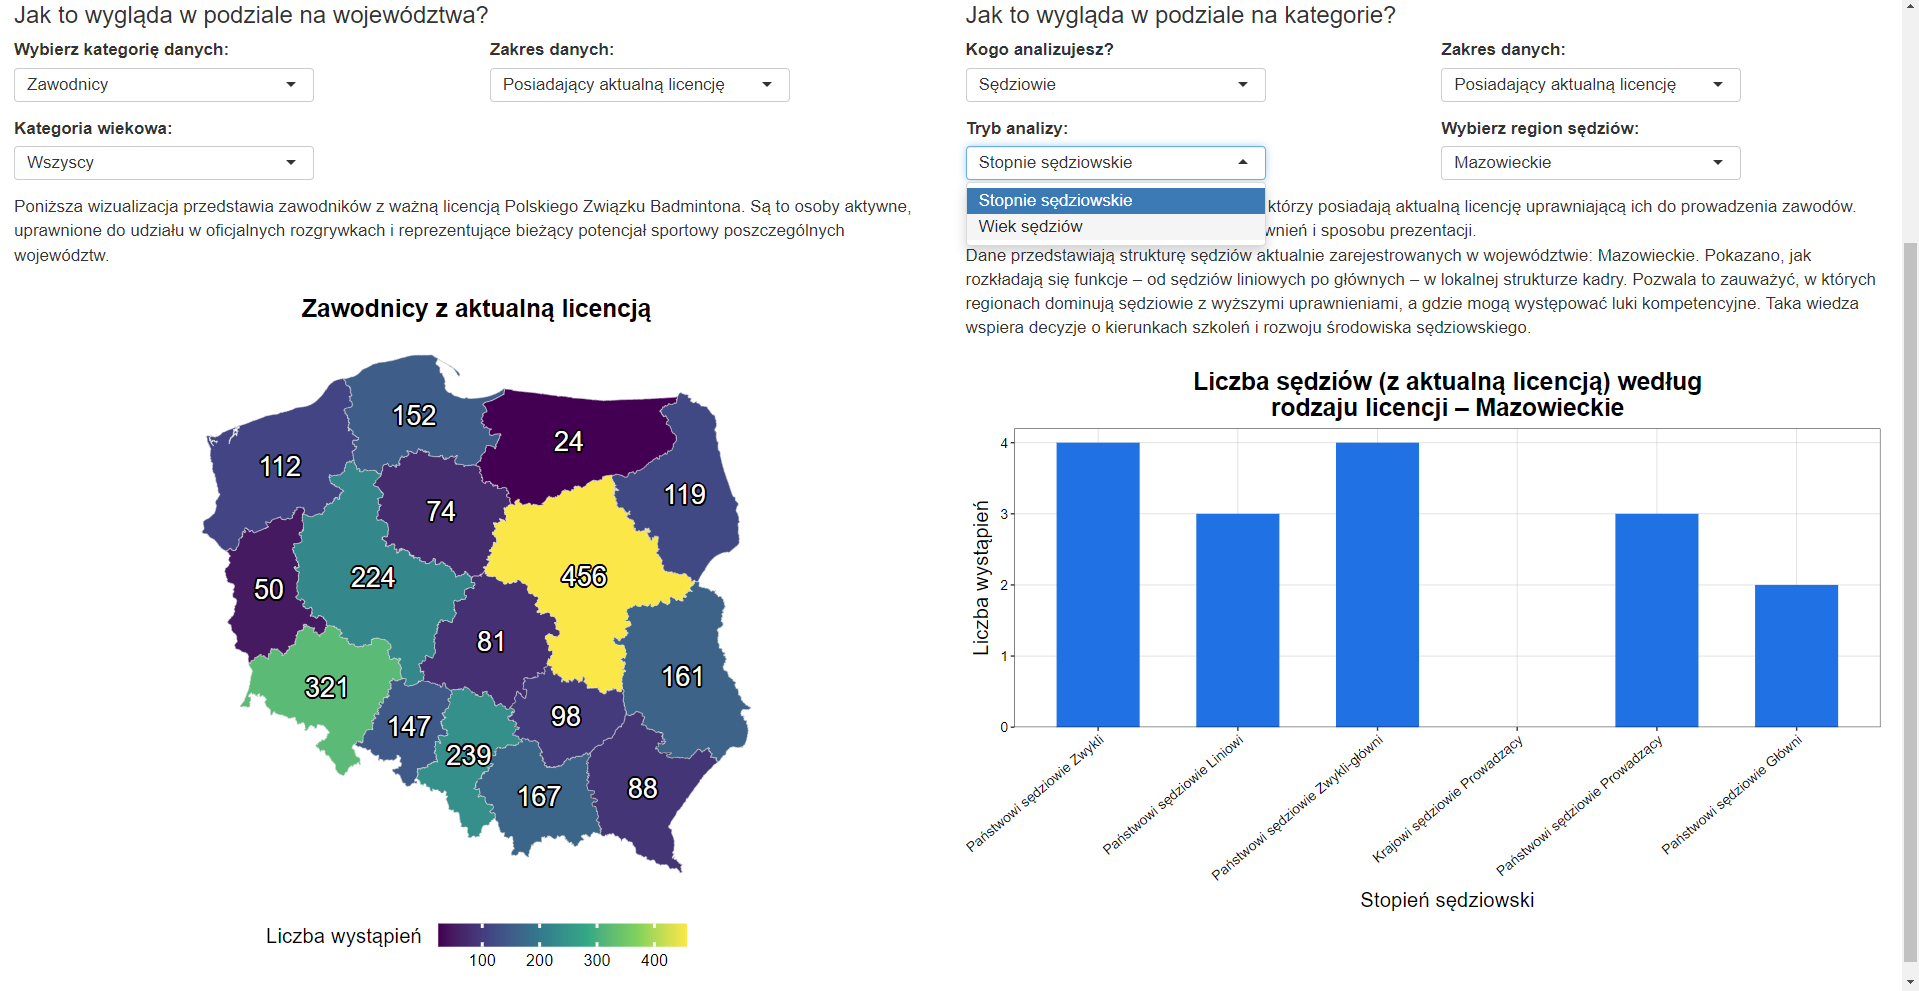 Jak to wygląda w podziale na województwa?
Wybierz kategorię danych:
Zakres danych:
Zawodnicy
Posiadający aktualną licencję
Kategoria wiekowa:
Wszyscy
Poniższa wizualizacja przedstawia zawodników z ważną licencją Polskiego Związku Badmintona. Są to osoby aktywne,
uprawnione do udziału w oficjalnych rozgrywkach i reprezentujące bieżący potencjał sportowy poszczególnych
województw.
Zawodnicy z aktualną licencją
152
24
112
119
74
456
50
224
81
161
321
98
147
239
88
167
Liczba wystąpień
100 200 300 400
Jak to wygląda w podziale na kategorie?
Kogo analizujesz?
Zakres danych:
Sędziowie
Posiadający aktualną licencję
Tryb analizy:
Wybierz region sędziów:
Stopnie sędziowskie
Mazowieckie
Stopnie sędziowskie
Wiek sędziów
którzy posiadają aktualną licencję uprawniającą ich do prowadzenia zawodów.
wnień i sposobu prezentacji.
Dane przedstawiają strukturę sędziów aktualnie zarejestrowanych w województwie: Mazowieckie. Pokazano, jak
rozkładają się funkcje – od sędziów liniowych po głównych – w lokalnej strukturze kadry. Pozwala to zauważyć, w których
regionach dominują sędziowie z wyższymi uprawnieniami, a gdzie mogą występować luki kompetencyjne. Taka wiedza
wspiera decyzje o kierunkach szkoleń i rozwoju środowiska sędziowskiego.
Liczba sędziów (z aktualną licencją) według
rodzaju licencji – Mazowieckie
Liczba wystąpień
4
3
2
1
0
Państwowi sędziowie Zwykli
Państwowi sędziowie Liniowi
Państwowi sędziowie Zwykli-główni
Krajowi sędziowie Prowadzący
Państwowi sędziowie Prowadzący
Państwowi sędziowie Główni
Stopień sędziowski